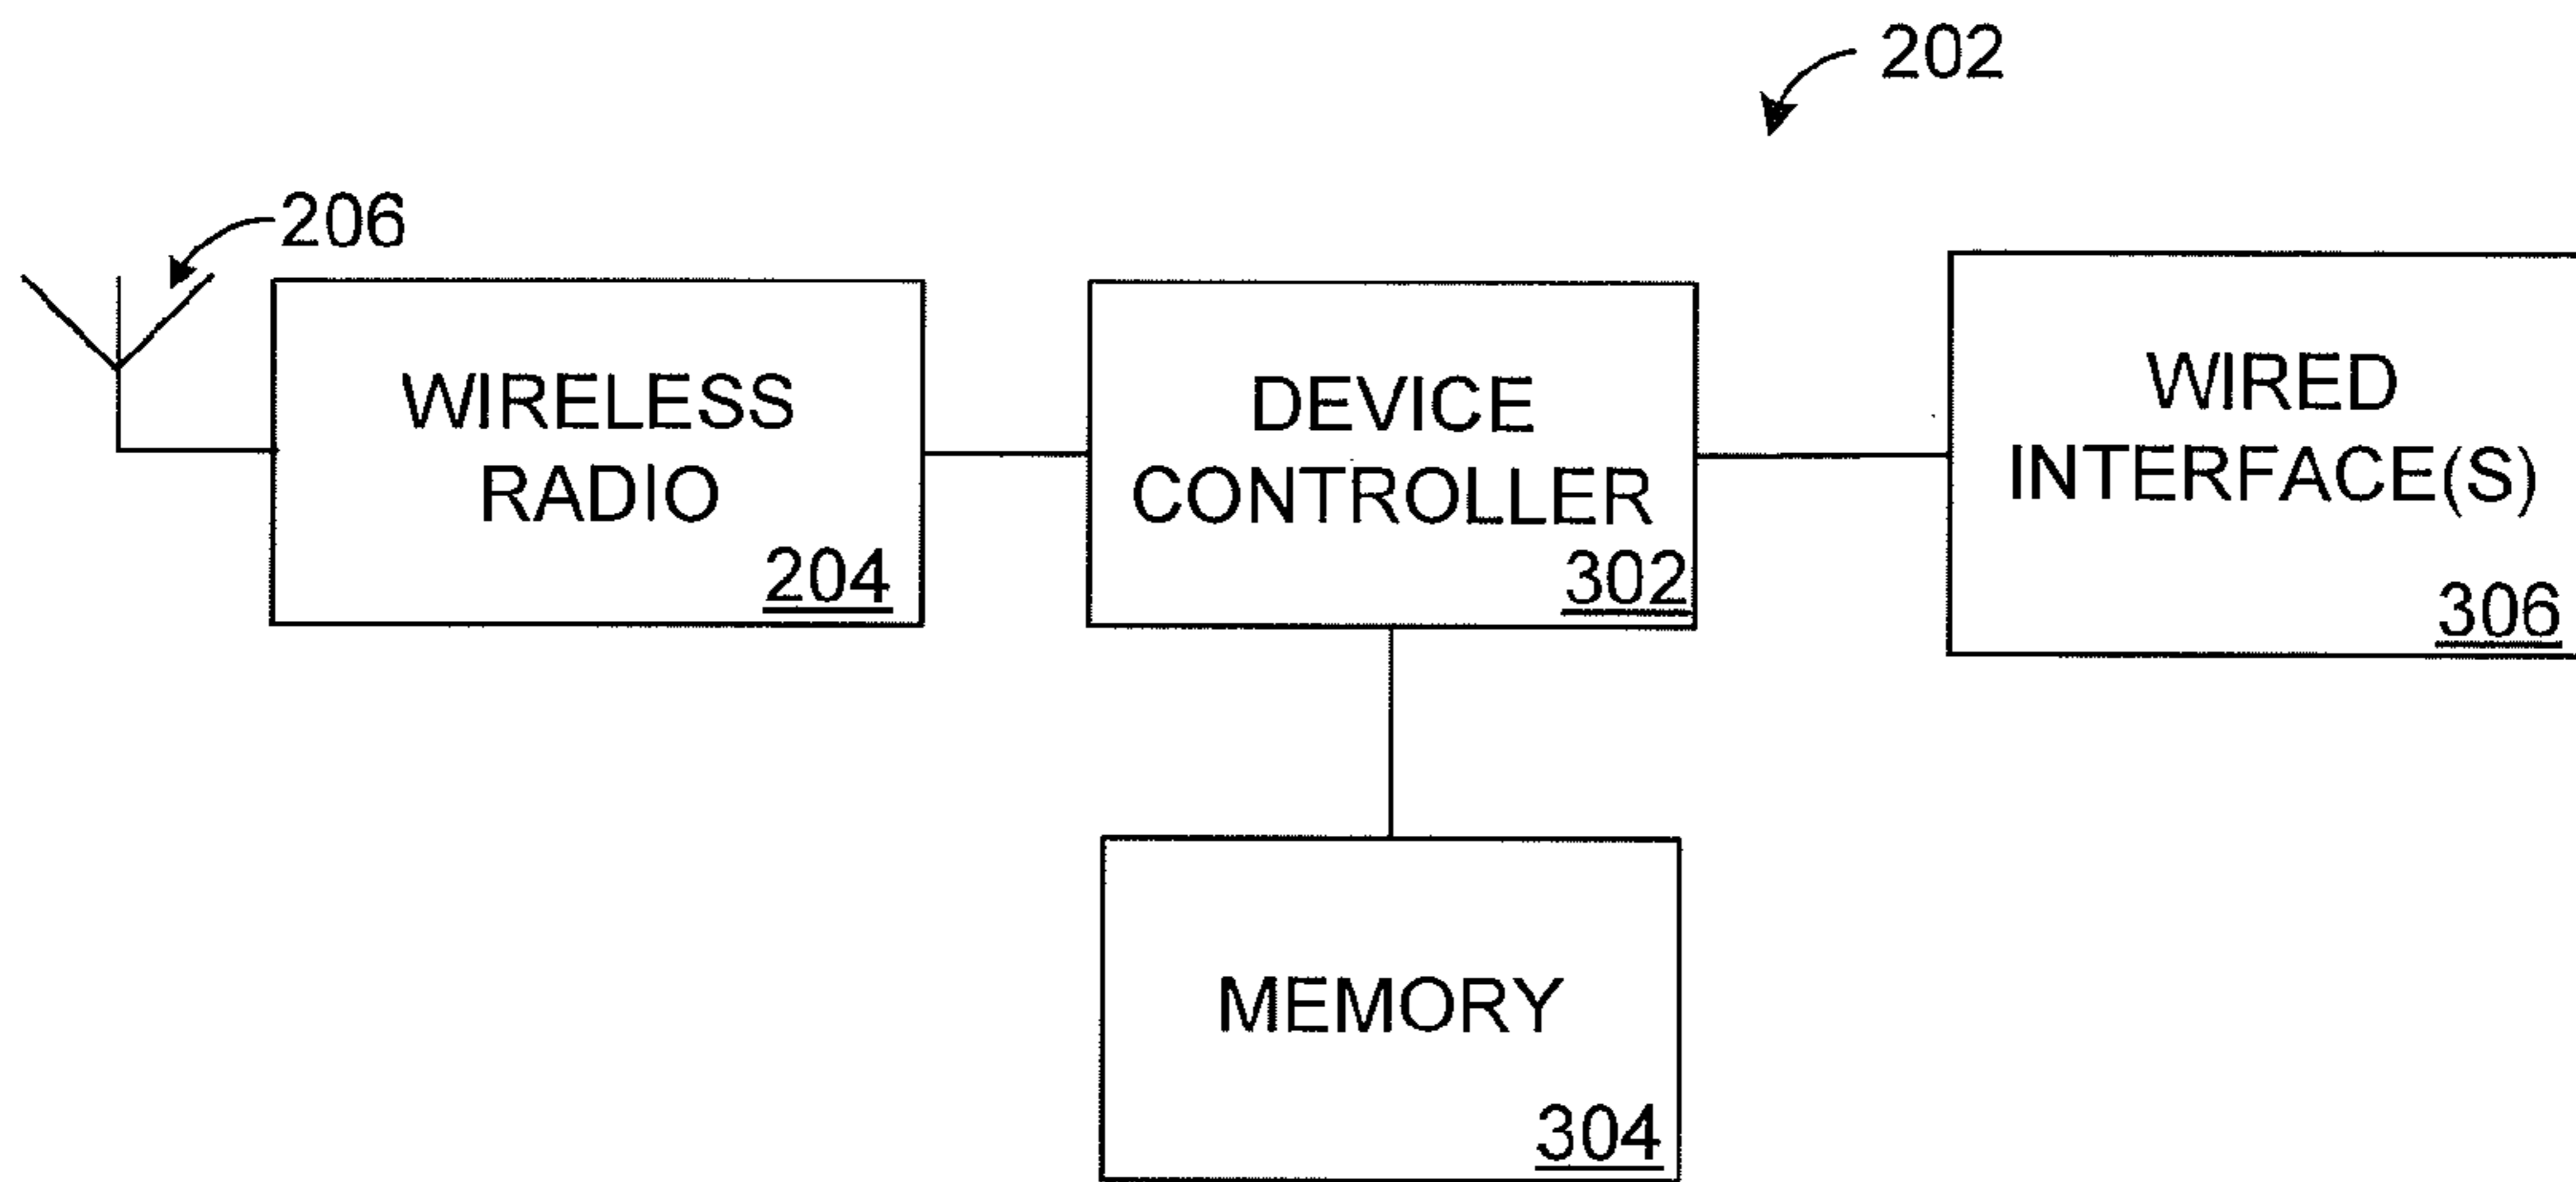 202
206
WIRELESS
RADIO
204
DEVICE
CONTROLLER
302
WIRED
INTERFACE(S)
306
MEMORY
304